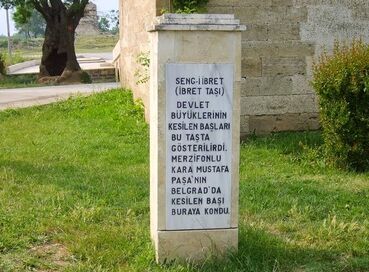 SENG-İ İBRET
(İBRET TAŞI)
DEVLET
BÜYÜKLERİNİN
KESİLEN BAŞLARI
BU TAŞTA
GÖSTERİLİRDİ.
MERZİFONLU
KARA MUSTAFA
PAŞA'NIN
BELGRAD'DA
KESİLEN BAŞI
BURAYA KONDU.